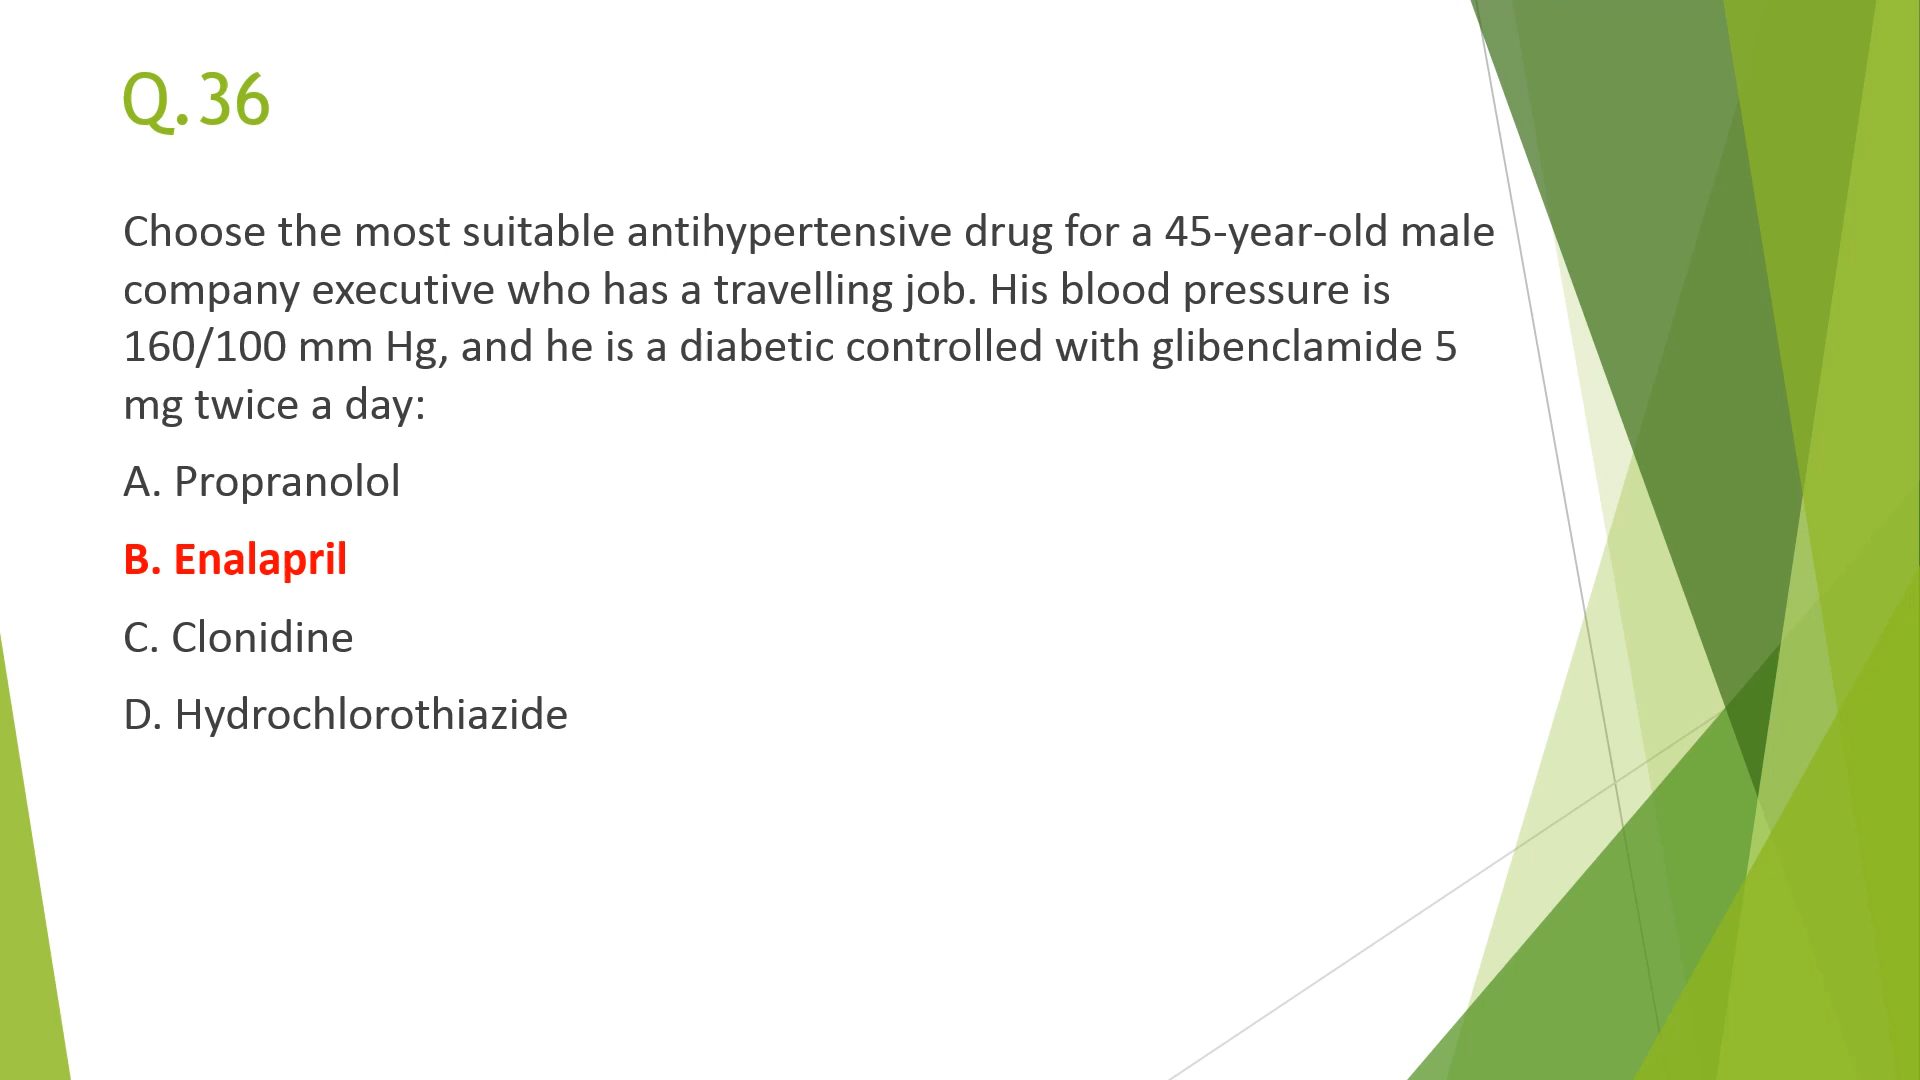 Q.36
Choose the most suitable antihypertensive drug for a 45-year-old male
company executive who has a travelling job. His blood pressure is
160/100 mm Hg, and he is a diabetic controlled with glibenclamide 5
mg twice a day:
A. Propranolol
B. Enalapril
C. Clonidine
D. Hydrochlorothiazide